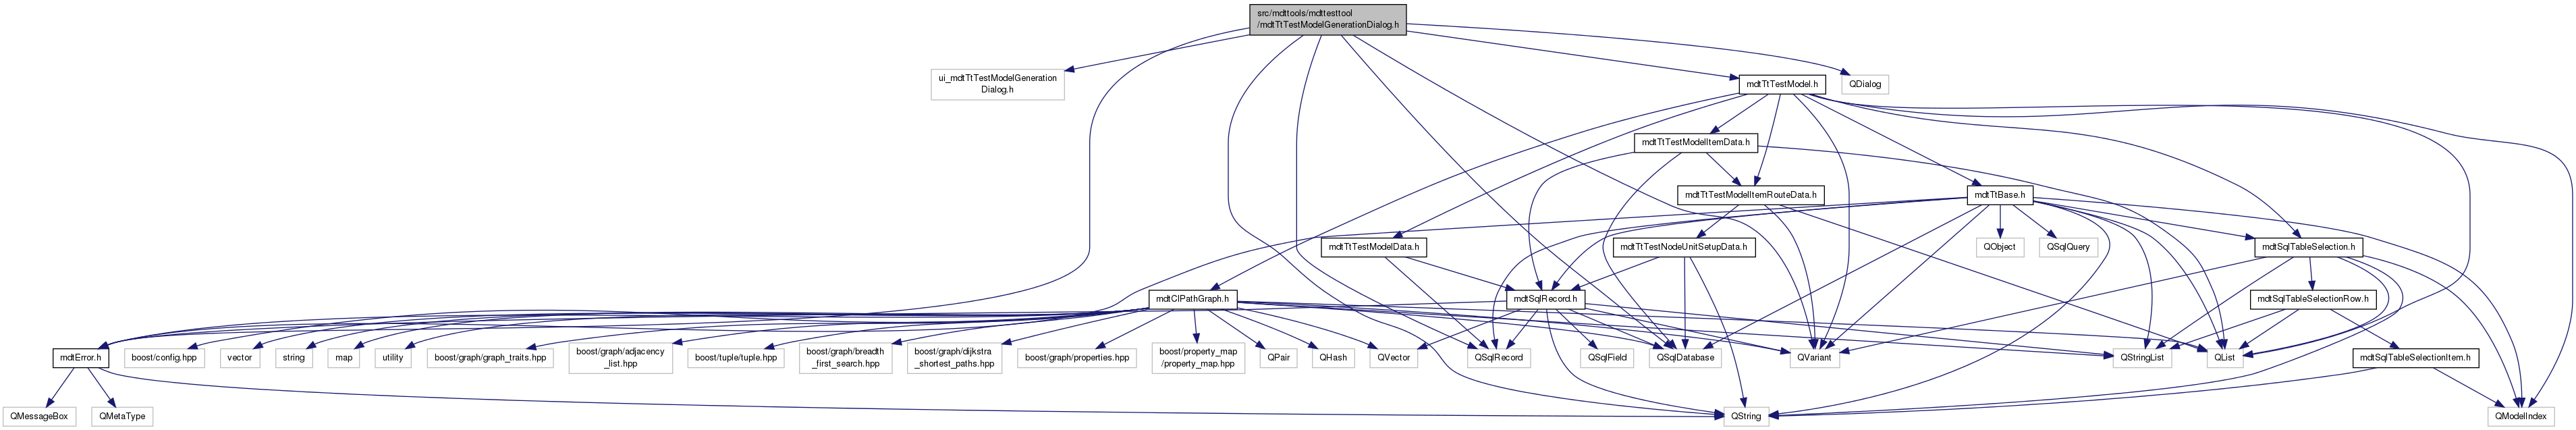 src/mdttools/mdttesttool
/mdtTtTestModelGenerationDialog.h
ui_mdtTtTestModelGeneration
Dialog.h
mdtTtTestModel.h
QDialog
mdtTtTestModelItemData.h
mdtTtTestModelItemRouteData.h
mdtTtBase.h
mdtTtTestModelData.h
mdtTtTestNodeUnitSetupData.h
QObject
QSqlQuery
mdtSqlTableSelection.h
mdtClPathGraph.h
mdtSqlRecord.h
mdtSqlTableSelectionRow.h
mdtError.h
boost/config.hpp
vector
string
map
utility
boost/graph/graph_traits.hpp
boost/graph/adjacency
_list.hpp
boost/tuple/tuple.hpp
boost/graph/breadth
_first_search.hpp
boost/graph/dijkstra
_shortest_paths.hpp
boost/graph/properties.hpp
boost/property_map
/property_map.hpp
QPair
QHash
QVector
QSqlRecord
QSqlField
QSqlDatabase
QVariant
QStringList
QList
mdtSqlTableSelectionItem.h
QMessageBox
QMetaType
QString
QModelIndex